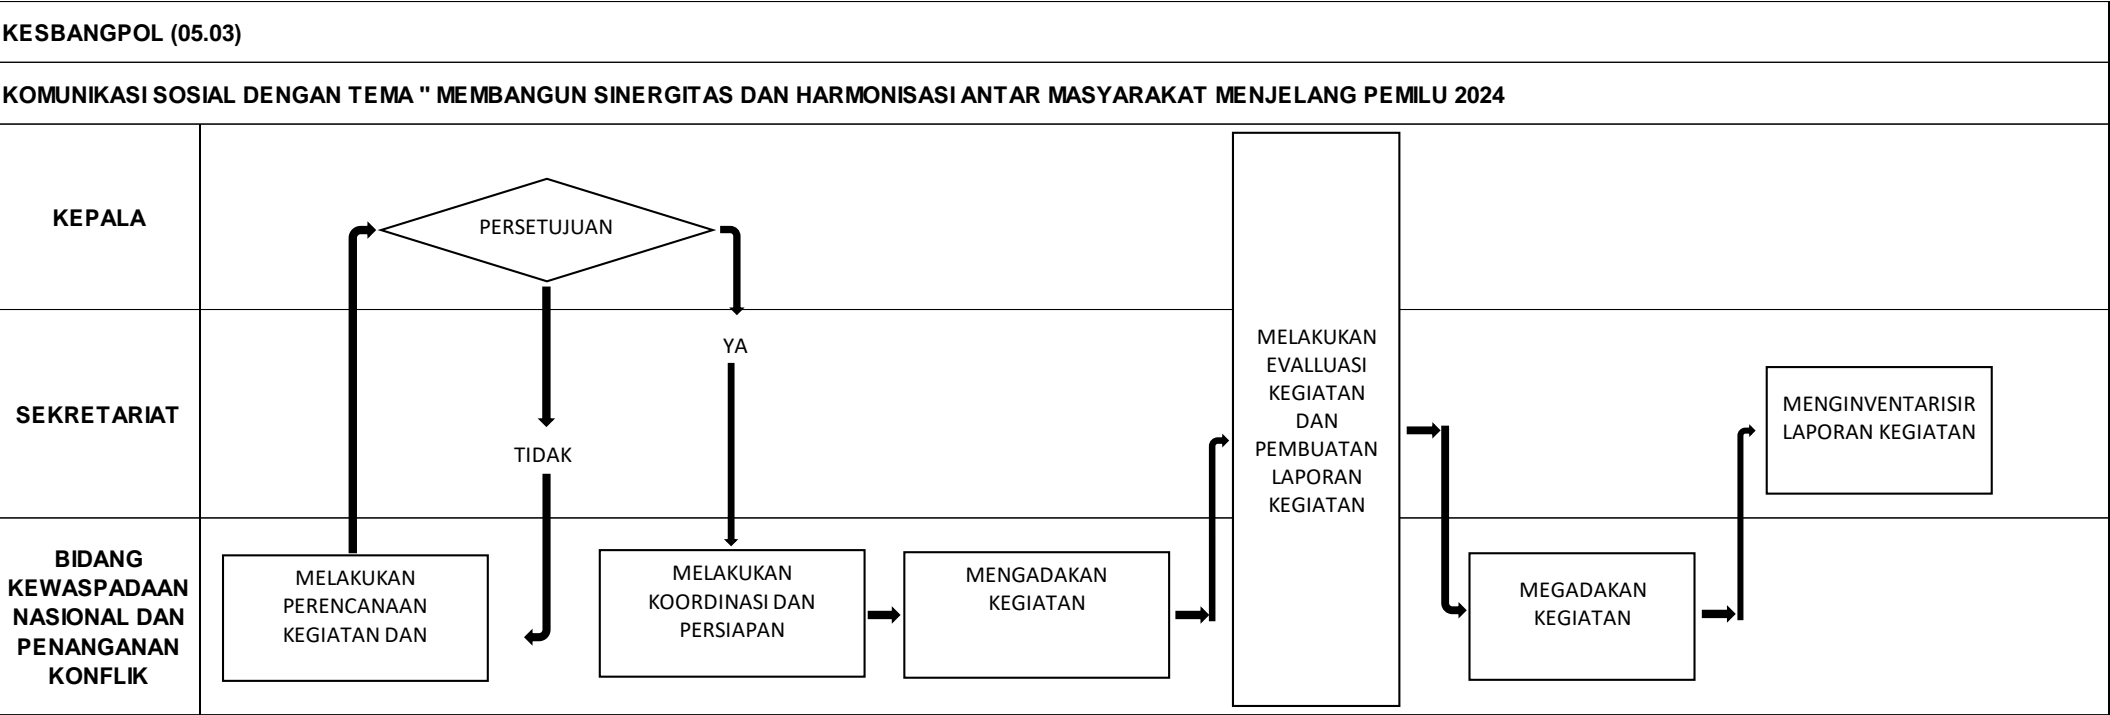 KESBANGPOL (05.03)
KOMUNIKASI SOSIAL DENGAN TEMA " MEMBANGUN SINERGITAS DAN HARMONISASI ANTAR MASYARAKAT MENJELANG PEMILU 2024
KEPALA
PERSETUJUAN
SEKRETARIAT
YA
TIDAK
MELAKUKAN
EVALLUASI
KEGIATAN
DAN
PEMBUATAN
LAPORAN
KEGIATAN
MENGINVENTARISIR
LAPORAN KEGIATAN
BIDANG
KEWASPADAAN
NASIONAL DAN
PENANGANAN
KONFLIK
MELAKUKAN
PERENCANAAN
KEGIATAN DAN
MELAKUKAN
KOORDINASI DAN
PERSIAPAN
MENGADAKAN
KEGIATAN
MEGADAKAN
KEGIATAN